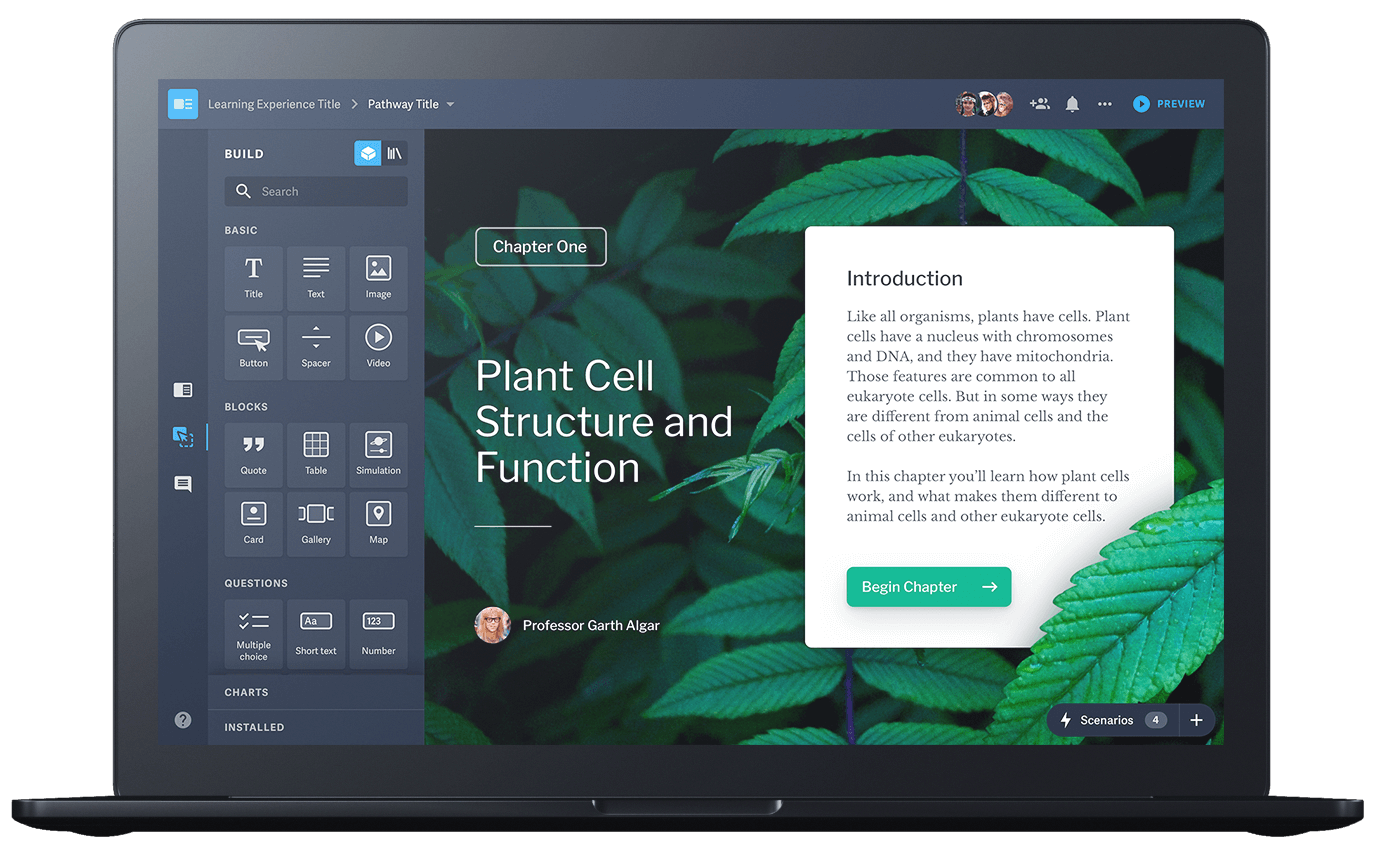 Learning Experience Title
Pathway Title
PREVIEW
BUILD
Search
BASIC
Title
Text
Image
Button
Spacer
Video
BLOCKS
Quote
Table
Simulation
Card
Gallery
Map
QUESTIONS
Multiple
choice
Aa
Short text
123
Number
CHARTS
INSTALLED
Chapter One
Plant Cell
Structure and
Function
Professor Garth Algar
Introduction
Like all organisms, plants have cells. Plant
cells have a nucleus with chromosomes
and DNA, and they have mitochondria.
Those features are common to all
eukaryote cells. But in some ways they
are different from animal cells and the
cells of other eukaryotes.
In this chapter you’ll learn how plant cells
work, and what makes them different to
animal cells and other eukaryote cells.
Begin Chapter
Scenarios 4